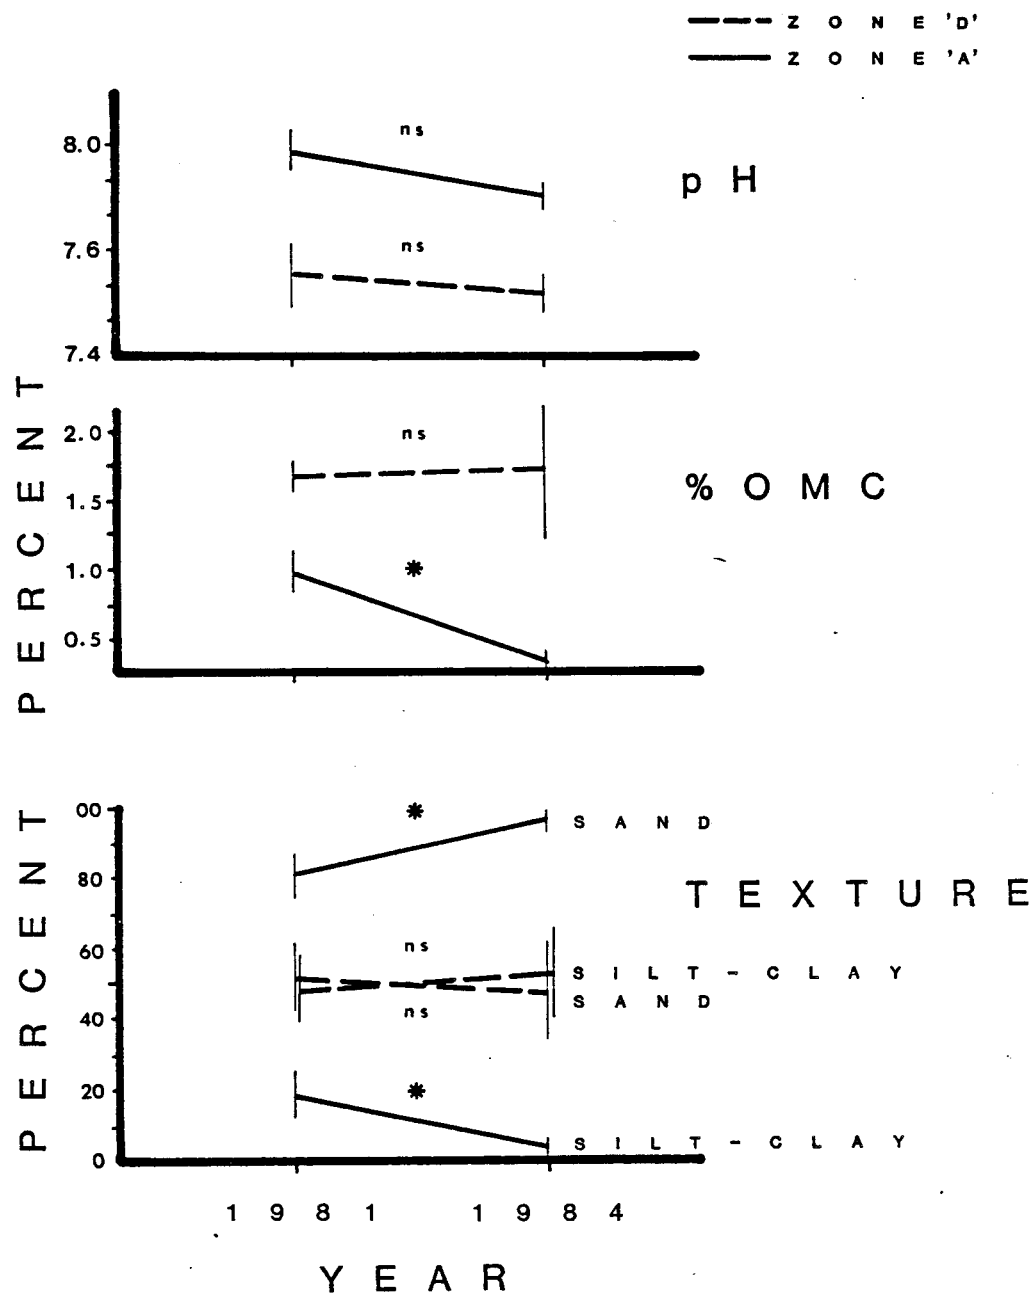 ZONE 'D'
ZONE 'A'
ns
8.0
pH
ns
7.6
7.4
PERCENT
2.0
ns
% OMC
1.5
1.0
*
0.5
00
*
SAND
80
TEXTURE
60
ns
SILT-CLAY
SAND
40
ns
PERCENT
20
*
SILT-CLAY
0
1981 1984
YEAR